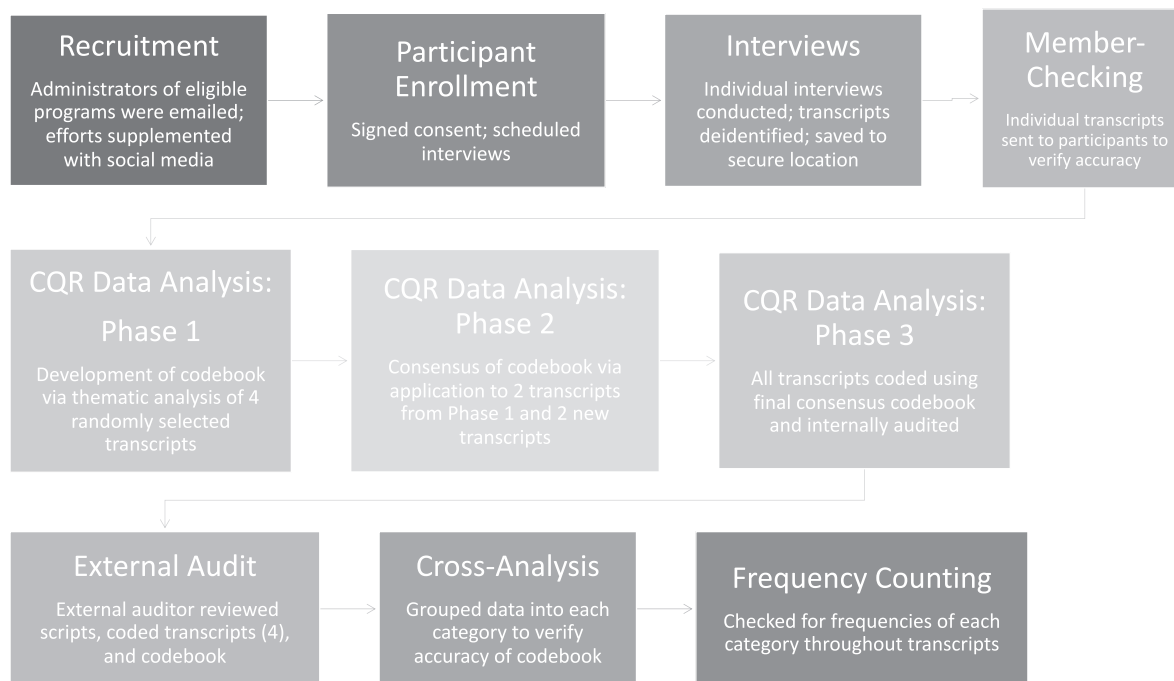 Recruitment
Administrators of eligible
programs were emailed;
efforts supplemented
with social media
Participant
Enrollment
Signed consent; scheduled
interviews
Interviews
Individual interviews
conducted; transcripts
deidentified; saved to
secure location
Member-
Checking
Individual transcripts
sent to participants to
verify accuracy
CQR Data Analysis:
Phase 1
Development of codebook
via thematic analysis of 4
randomly selected
transcripts
CQR Data Analysis:
Phase 2
Consensus of codebook via
application to 2 transcripts
from Phase 1 and 2 new
transcripts
CQR Data Analysis:
Phase 3
All transcripts coded using
final consensus codebook
and internally audited
External Audit
External auditor reviewed
scripts, coded transcripts (4),
and codebook
Cross-Analysis
Grouped data into each
category to verify
accuracy of codebook
Frequency Counting
Checked for frequencies of each
category throughout transcripts